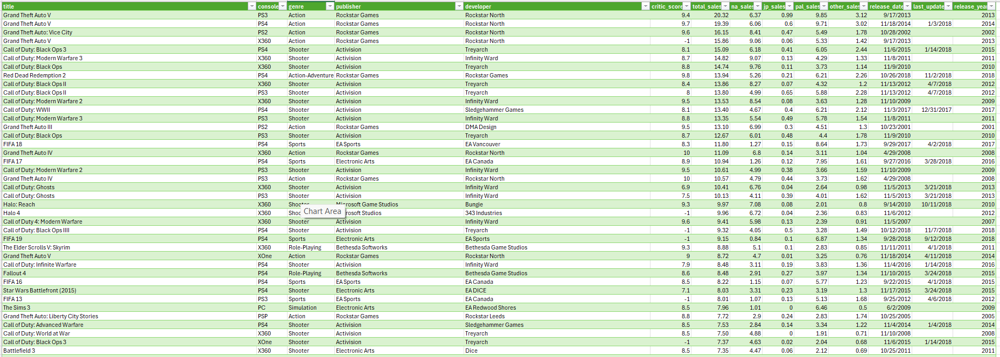 title console genre publisher developer critic_score total_sales na_sales jp_sales pal_sales other_sales release_date last_update release_year
Grand Theft Auto V PS3 Action Rockstar Games Rockstar North 9.4 20.32 6.37 0.99 9.85 3.12 9/17/2013 2013
Grand Theft Auto V PS4 Action Rockstar Games Rockstar North 9.7 19.39 6.06 0.6 9.71 3.02 11/18/2014 1/3/2018 2014
Grand Theft Auto: Vice City PS2 Action Rockstar Games Rockstar North 9.6 16.15 8.41 0.47 5.49 1.78 10/28/2002 2002
Grand Theft Auto V X360 Action Rockstar Games Rockstar North -1 15.86 9.06 0.06 5.33 1.42 9/17/2013 2013
Call of Duty: Black Ops 3 PS4 Shooter Activision Treyarch 8.1 15.09 6.18 0.41 6.05 2.44 11/6/2015 1/14/2018 2015
Call of Duty: Modern Warfare 3 X360 Shooter Activision Infinity Ward 8.7 14.82 9.07 0.13 4.29 1.33 11/8/2011 2011
Call of Duty: Black Ops X360 Shooter Activision Treyarch 8.8 14.74 9.76 0.11 3.73 1.14 11/9/2010 2010
Red Dead Redemption 2 PS4 Action-Adventure Rockstar Games Rockstar Games 9.8 13.94 5.26 0.21 6.21 2.26 10/26/2018 11/2/2018 2018
Call of Duty: Black Ops II X360 Shooter Activision Treyarch 8.4 13.86 8.27 0.07 4.32 1.2 11/13/2012 4/7/2018 2012
Call of Duty: Black Ops II PS3 Shooter Activision Treyarch 8 13.80 4.99 0.65 5.88 2.28 11/13/2012 4/7/2018 2012
Call of Duty: Modern Warfare 2 X360 Shooter Activision Infinity Ward 9.5 13.53 8.54 0.08 3.63 1.28 11/10/2009 2009
Call of Duty: WWII PS4 Shooter Activision Sledgehammer Games 8.1 13.40 4.67 0.4 6.21 2.12 11/3/2017 12/31/2017 2017
Call of Duty: Modern Warfare 3 PS3 Shooter Activision Infinity Ward 8.8 13.35 5.54 0.49 5.78 1.54 11/8/2011 2011
Grand Theft Auto III PS2 Action Rockstar Games DMA Design 9.5 13.10 6.99 0.3 4.51 1.3 10/23/2001 2001
Call of Duty: Black Ops PS3 Shooter Activision Treyarch 8.7 12.67 6.01 0.48 4.4 1.78 11/9/2010 2010
FIFA 18 PS4 Sports EA Sports EA Vancouver 8.3 11.80 1.27 0.15 8.64 1.73 9/29/2017 4/2/2018 2017
Grand Theft Auto IV X360 Action Rockstar Games Rockstar North 10 11.09 6.8 0.14 3.11 1.04 4/29/2008 2008
FIFA 17 PS4 Sports Electronic Arts EA Canada 8.9 10.94 1.26 0.12 7.95 1.61 9/27/2016 3/28/2018 2016
Call of Duty: Modern Warfare 2 PS3 Shooter Activision Infinity Ward 9.5 10.61 4.99 0.38 3.66 1.59 11/10/2009 2009
Grand Theft Auto IV PS3 Action Rockstar Games Rockstar North 10 10.57 4.79 0.44 3.73 1.62 4/29/2008 2008
Call of Duty: Ghosts X360 Shooter Activision Infinity Ward 6.9 10.41 6.76 0.04 2.64 0.98 11/5/2013 3/21/2018 2013
Call of Duty: Ghosts PS3 Shooter Activision Infinity Ward 7.5 10.13 4.11 0.39 4.01 1.62 11/5/2013 3/21/2018 2013
Halo: Reach X360 Shooter Microsoft Game Studios Bungie 9.3 9.97 7.08 0.08 2.01 0.8 9/14/2010 10/11/2018 2010
Halo 4 X360 Shoo Chart Area rosoft Studios 343 Industries -1 9.96 6.72 0.04 2.36 0.83 11/6/2012 2012
Call of Duty 4: Modern Warfare X360 Shooter Activision Infinity Ward 9.6 9.41 5.98 0.13 2.39 0.91 11/5/2007 2007
Call of Duty: Black Ops IIII PS4 Shooter Activision Treyarch -1 9.32 4.05 0.5 3.28 1.49 10/12/2018 11/7/2018 2018
FIFA 19 PS4 Sports Electronic Arts EA Sports -1 9.15 0.84 0.1 6.87 1.34 9/28/2018 9/12/2018 2018
The Elder Scrolls V: Skyrim X360 Role-Playing Bethesda Softworks Bethesda Game Studios 9.3 8.88 5.1 0.1 2.83 0.85 11/11/2011 4/1/2018 2011
Grand Theft Auto V XOne Action Rockstar Games Rockstar North 9 8.72 4.7 0.01 3.25 0.76 11/18/2014 4/11/2018 2014
Call of Duty: Infinite Warfare PS4 Shooter Activision Infinity Ward 7.9 8.48 3.11 0.19 3.83 1.36 11/4/2016 1/14/2018 2016
Fallout 4 PS4 Role-Playing Bethesda Softworks Bethesda Game Studios 8.6 8.48 2.91 0.27 3.97 1.34 11/10/2015 3/24/2018 2015
FIFA 16 PS4 Sports EA Sports EA Canada 8.5 8.22 1.15 0.07 5.77 1.23 9/22/2015 4/1/2018 2015
Star Wars Battlefront (2015) PS4 Shooter Electronic Arts EA DICE 7.1 8.03 3.31 0.23 3.19 1.3 11/17/2015 3/24/2018 2015
FIFA 13 PS3 Sports EA Sports EA Canada -1 8.01 1.07 0.13 5.13 1.68 9/25/2012 4/6/2018 2012
The Sims 3 PC Simulation Electronic Arts EA Redwood Shores 8.5 7.96 1.01 0 6.46 0.5 6/2/2009 2009
Grand Theft Auto: Liberty City Stories PSP Action Rockstar Games Rockstar Leeds 8.8 7.72 2.9 0.24 2.83 1.74 10/25/2005 2005
Call of Duty: Advanced Warfare PS4 Shooter Activision Sledgehammer Games 8.5 7.53 2.84 0.14 3.34 1.22 11/4/2014 1/4/2018 2014
Call of Duty: World at War X360 Shooter Activision Treyarch 8.5 7.50 4.88 0 1.91 0.71 11/10/2008 2008
Call of Duty: Black Ops 3 XOne Shooter Activision Treyarch -1 7.37 4.63 0.02 2.04 0.68 11/6/2015 1/14/2018 2015
Battlefield 3 X360 Shooter Electronic Arts Dice 8.5 7.35 4.47 0.06 2.12 0.69 10/25/2011 2011